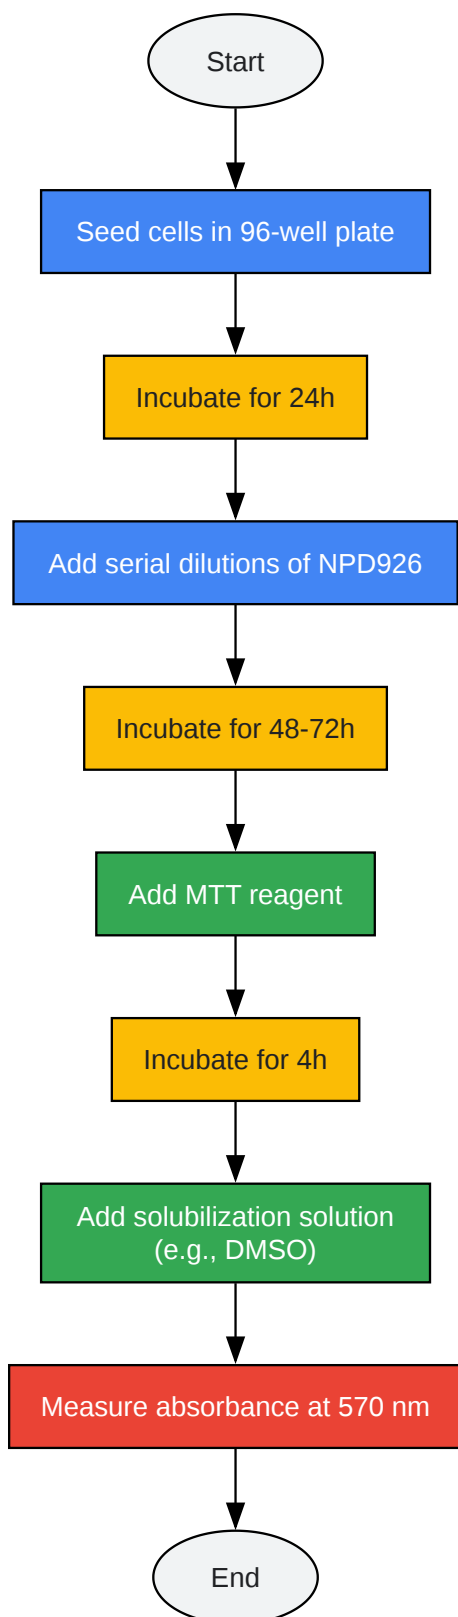 Start
Seed cells in 96-well plate
Incubate for 24h
Add serial dilutions of NPD926
Incubate for 48-72h
Add MTT reagent
Incubate for 4h
Add solubilization solution
(e.g., DMSO)
Measure absorbance at 570 nm
End